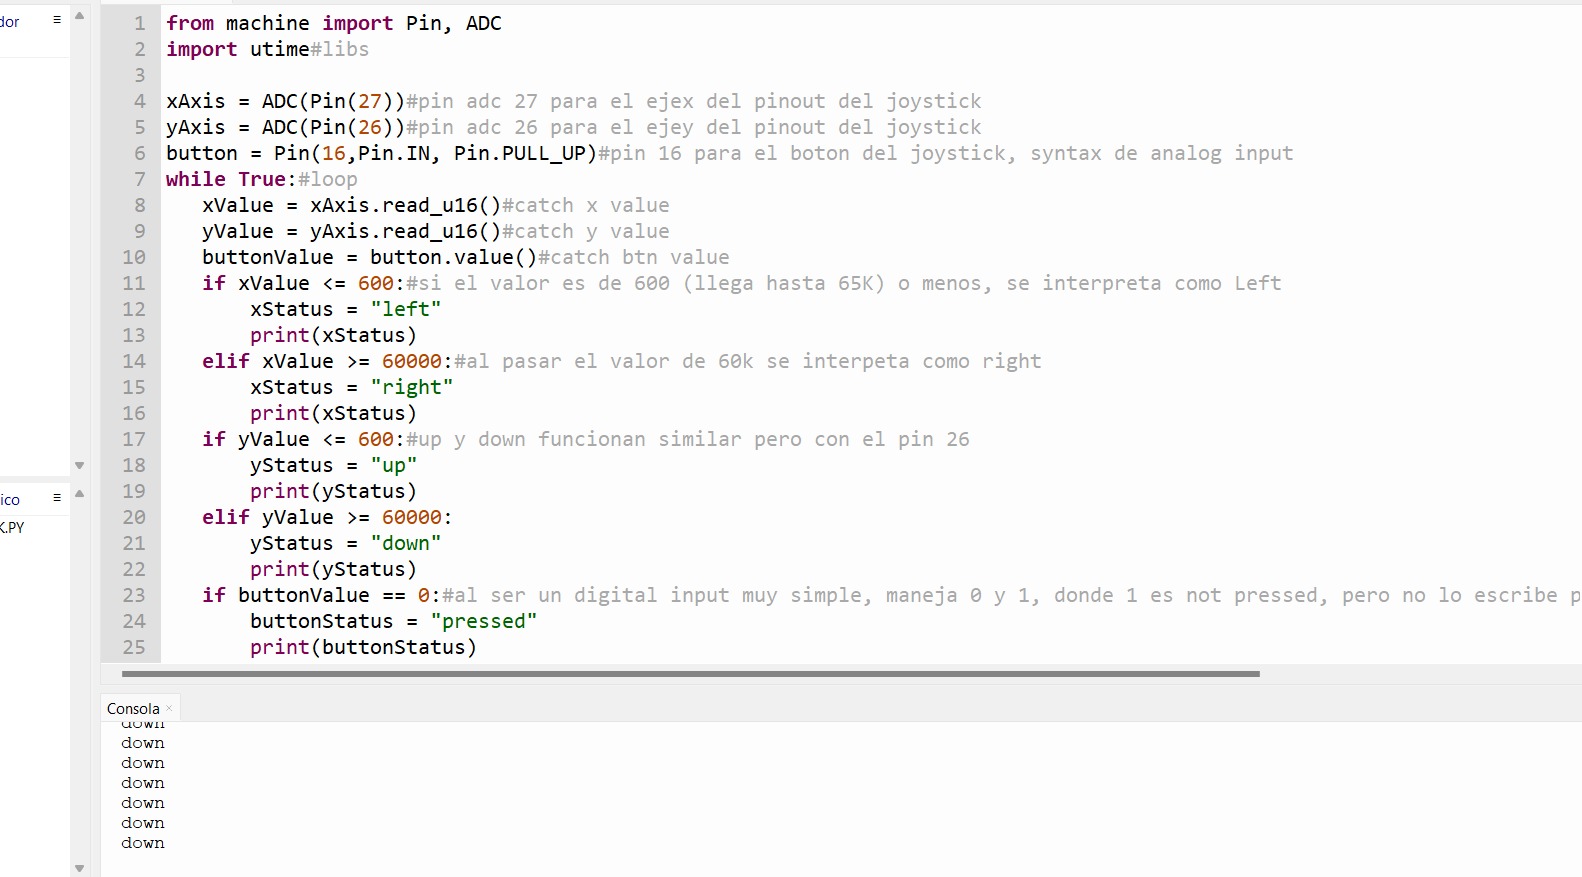 dor
ico
K.PY
1 from machine import Pin, ADC
2 import utime#libs
3
4 xAxis = ADC(Pin(27))#pin adc 27 para el ejex del pinout del joystick
5 yAxis = ADC(Pin(26))#pin adc 26 para el ejey del pinout del joystick
6 button = Pin(16,Pin.IN, Pin.PULL_UP)#pin 16 para el boton del joystick, syntax de analog input
7 while True:#loop
8    xValue = xAxis.read_u16()#catch x value
9    yValue = yAxis.read_u16()#catch y value
10    buttonValue = button.value()#catch btn value
11    if xValue <= 600:#si el valor es de 600 (llega hasta 65K) o menos, se interpreta como Left
12        xStatus = "left"
13        print(xStatus)
14    elif xValue >= 60000:#al pasar el valor de 60k se interpeta como right
15        xStatus = "right"
16        print(xStatus)
17    if yValue <= 600:#up y down funcionan similar pero con el pin 26
18        yStatus = "up"
19        print(yStatus)
20    elif yValue >= 60000:
21        yStatus = "down"
22        print(yStatus)
23    if buttonValue == 0:#al ser un digital input muy simple, maneja 0 y 1, donde 1 es not pressed, pero no lo escribe p
24        buttonStatus = "pressed"
25        print(buttonStatus)
Consola ×
down
down
down
down
down
down
down